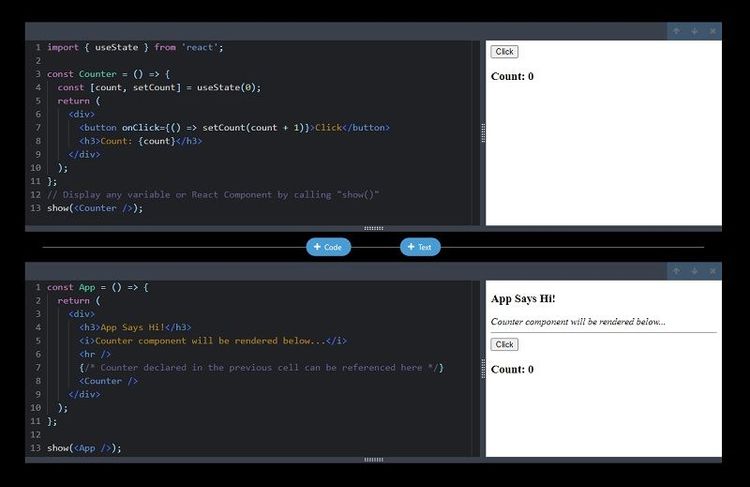 1 import { useState } from 'react';
2
3 const Counter = () => {
4 const [count, setCount] = useState(0);
5 return (
6 <div>
7 <button onClick={() => setCount(count + 1)}>Click</button>
8 <h3>Count: {count}</h3>
9 </div>
10 );
11 };
12 // Display any variable or React Component by calling "show()"
13 show(<Counter />);
Click
Count: 0
+ Code
+ Text
1 const App = () => {
2 return (
3 <div>
4 <h3>App Says Hi!</h3>
5 <i>Counter component will be rendered below...</i>
6 <hr />
7 {/* Counter declared in the previous cell can be referenced here */}
8 <Counter />
9 </div>
10 );
11 };
12
13 show(<App />);
App Says Hi!
Counter component will be rendered below...
Click
Count: 0